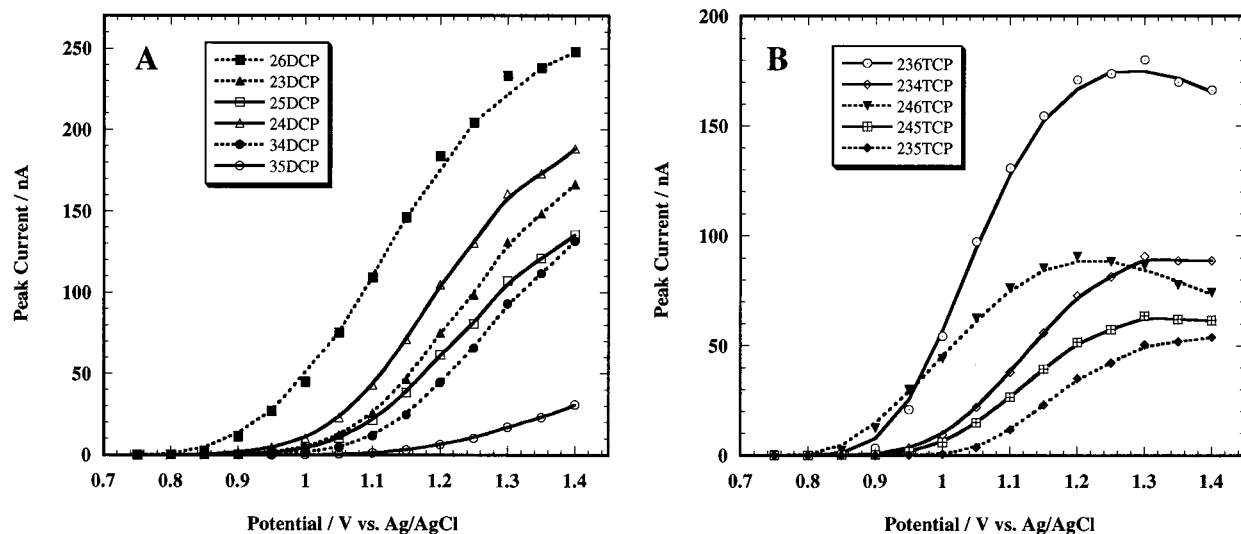 A
26DCP
23DCP
25DCP
24DCP
34DCP
35DCP
250
200
150
100
50
0
Peak Current / nA
0.7 0.8 0.9 1 1.1 1.2 1.3 1.4
Potential / V vs. Ag/AgCl
B
236TCP
234TCP
246TCP
245TCP
235TCP
200
150
100
50
0
Peak Current / nA
0.7 0.8 0.9 1 1.1 1.2 1.3 1.4
Potential / V vs. Ag/AgCl